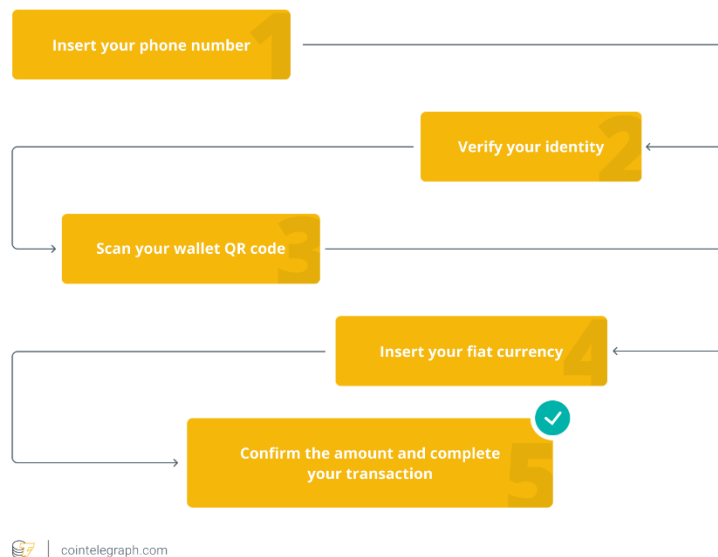 1
Insert your phone number
2
Verify your identity
3
Scan your wallet QR code
4
Insert your fiat currency
5
Confirm the amount and complete
your transaction
cointelegraph.com